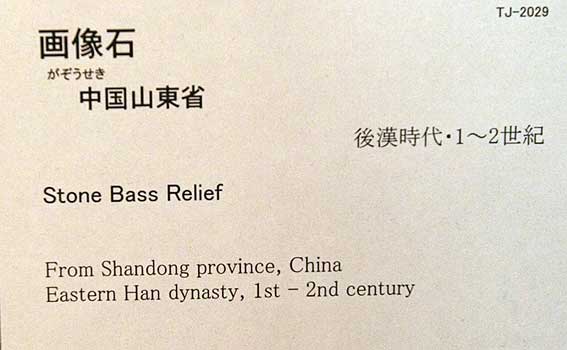 TJ-2029
画像石
がぞうせき
中国山東省
後漢時代・1～2世紀
Stone Bass Relief
From Shandong province, China
Eastern Han dynasty, 1st – 2nd century